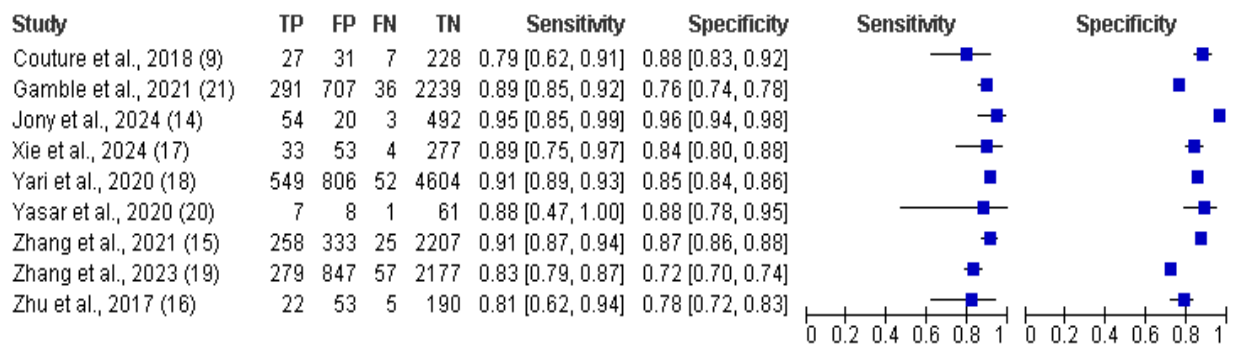 Study TP FP FN TN Sensitivity Specificity Sensitivity Specificity
Couture et al., 2018 (9) 27 31 7 228 0.79 [0.62, 0.91] 0.88 [0.83, 0.92]
Gamble et al., 2021 (21) 291 707 36 2239 0.89 [0.85, 0.92] 0.76 [0.74, 0.78]
Jony et al., 2024 (14) 54 20 3 492 0.95 [0.85, 0.99] 0.96 [0.94, 0.98]
Xie et al., 2024 (17) 33 53 4 277 0.89 [0.75, 0.97] 0.84 [0.80, 0.88]
Yari et al., 2020 (18) 549 806 52 4604 0.91 [0.89, 0.93] 0.85 [0.84, 0.86]
Yasar et al., 2020 (20) 7 8 1 61 0.88 [0.47, 1.00] 0.88 [0.78, 0.95]
Zhang et al., 2021 (15) 258 333 25 2207 0.91 [0.87, 0.94] 0.87 [0.86, 0.88]
Zhang et al., 2023 (19) 279 847 57 2177 0.83 [0.79, 0.87] 0.72 [0.70, 0.74]
Zhu et al., 2017 (16) 22 53 5 190 0.81 [0.62, 0.94] 0.78 [0.72, 0.83]
0 0.2 0.4 0.6 0.8 1 0 0.2 0.4 0.6 0.8 1